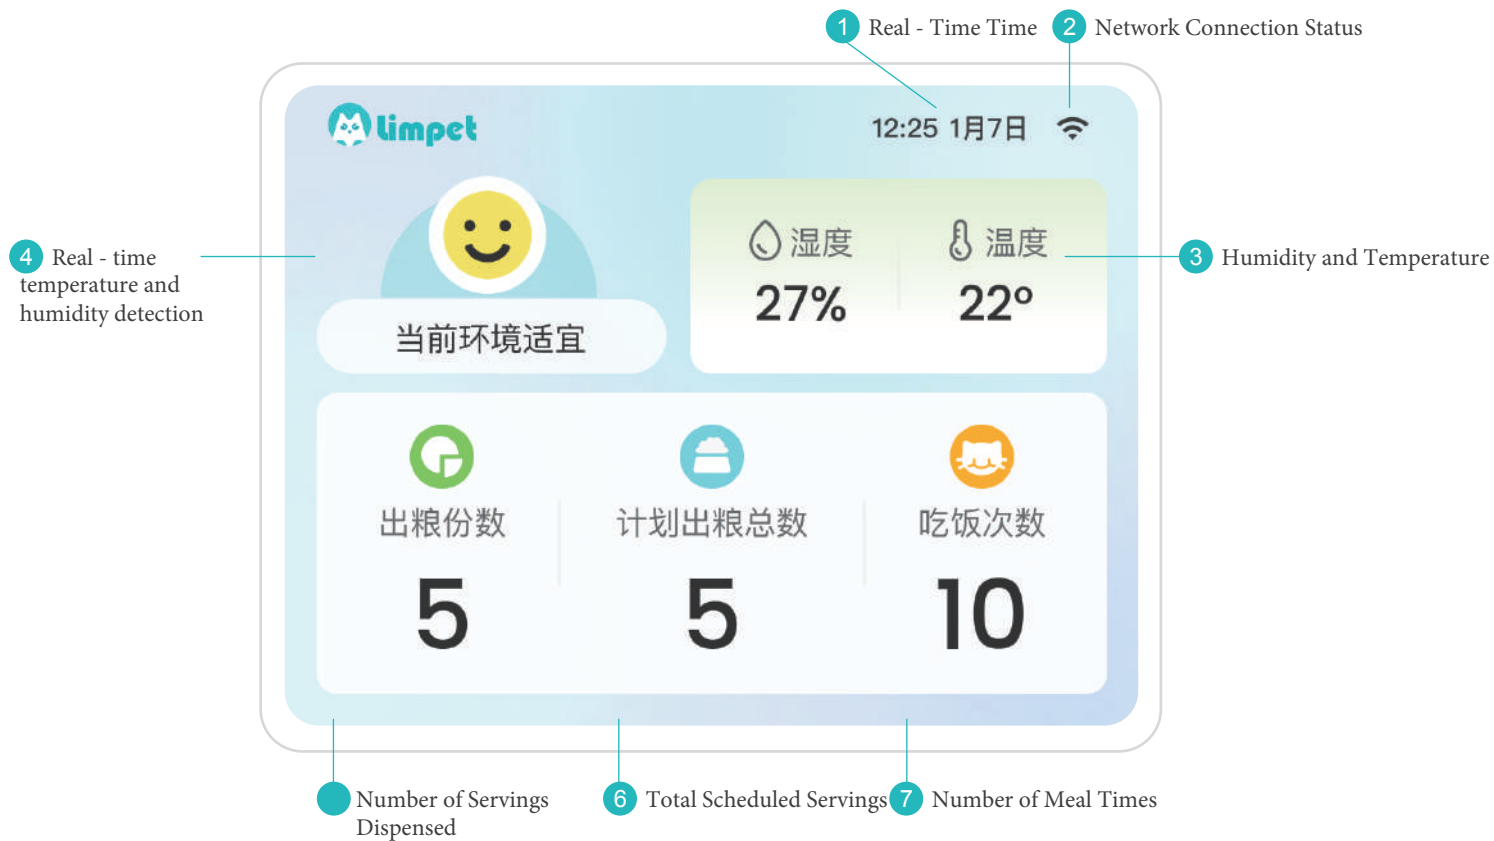 1 Real - Time Time
2 Network Connection Status
limpet
12:25 1月7日
4 Real - time
temperature and
humidity detection
湿度
温度
27%
22°
3 Humidity and Temperature
当前环境适宜
出粮份数
计划出粮总数
吃饭次数
5
5
10
Number of Servings
Dispensed
6 Total Scheduled Servings
7 Number of Meal Times